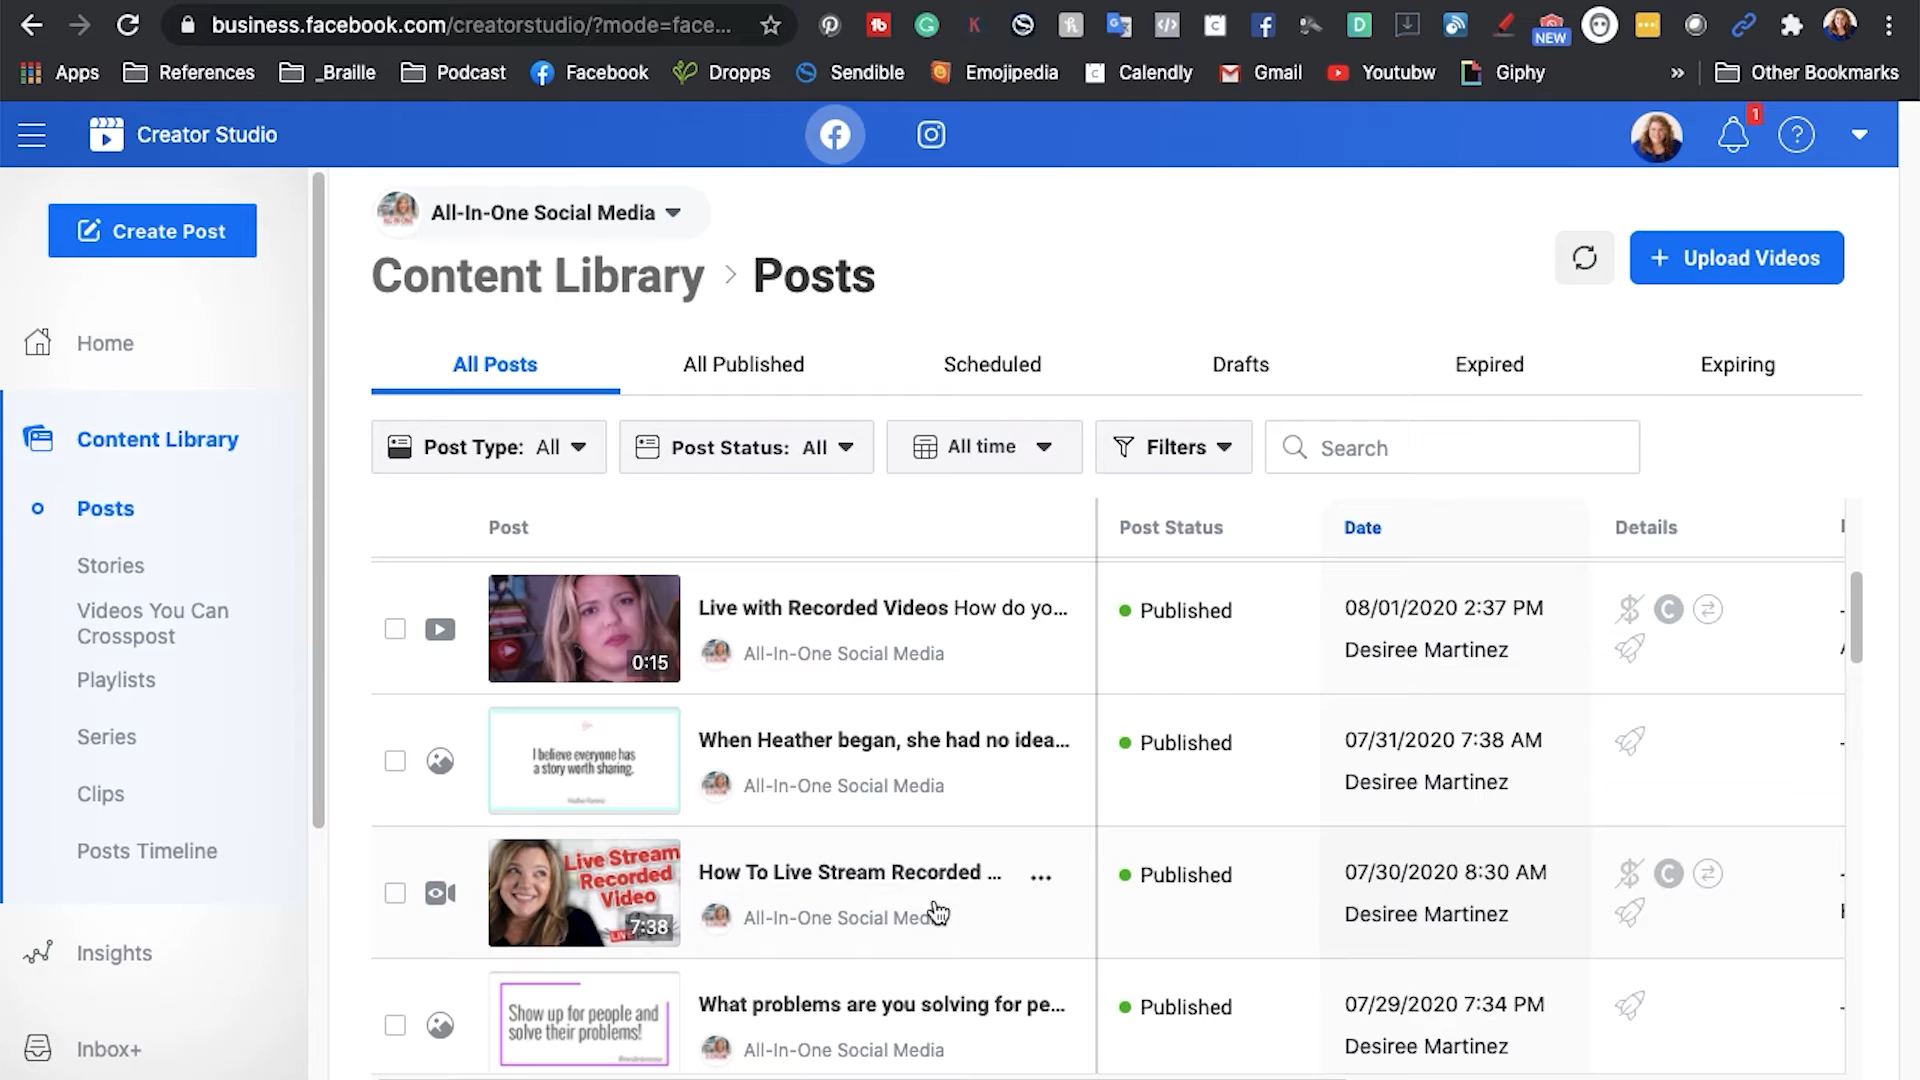 business.facebook.com/creatorstudio/?mode=face...
NEW
Apps References _Braille Podcast Facebook Dropps Sendible Emojipedia Calendly Gmail Youtubw Giphy » Other Bookmarks
Creator Studio
1
Create Post
Home
Content Library
Posts
Stories
Videos You Can
Crosspost
Playlists
Series
Clips
Posts Timeline
Insights
Inbox+
All-In-One Social Media
Content Library > Posts
+ Upload Videos
All Posts All Published Scheduled Drafts Expired Expiring
Post Type: All Post Status: All All time Filters Search
Post Post Status Date Details
0:15
Live with Recorded Videos How do yo...
All-In-One Social Media
Published
08/01/2020 2:37 PM
Desiree Martinez
I believe everyone has
a story worth sharing.
When Heather began, she had no idea...
All-In-One Social Media
Published
07/31/2020 7:38 AM
Desiree Martinez
Live Stream
Recorded
Video
7:38
How To Live Stream Recorded ...
All-In-One Social Media
Published
07/30/2020 8:30 AM
Desiree Martinez
Show up for people and
solve their problems!
What problems are you solving for pe...
All-In-One Social Media
Published
07/29/2020 7:34 PM
Desiree Martinez